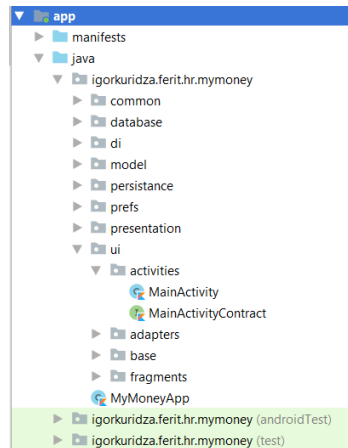 app
manifests
java
igorkuridza.ferit.hr.mymoney
common
database
di
model
persistance
prefs
presentation
ui
activities
MainActivity
MainActivityContract
adapters
base
fragments
MyMoneyApp
igorkuridza.ferit.hr.mymoney (androidTest)
igorkuridza.ferit.hr.mymoney (test)